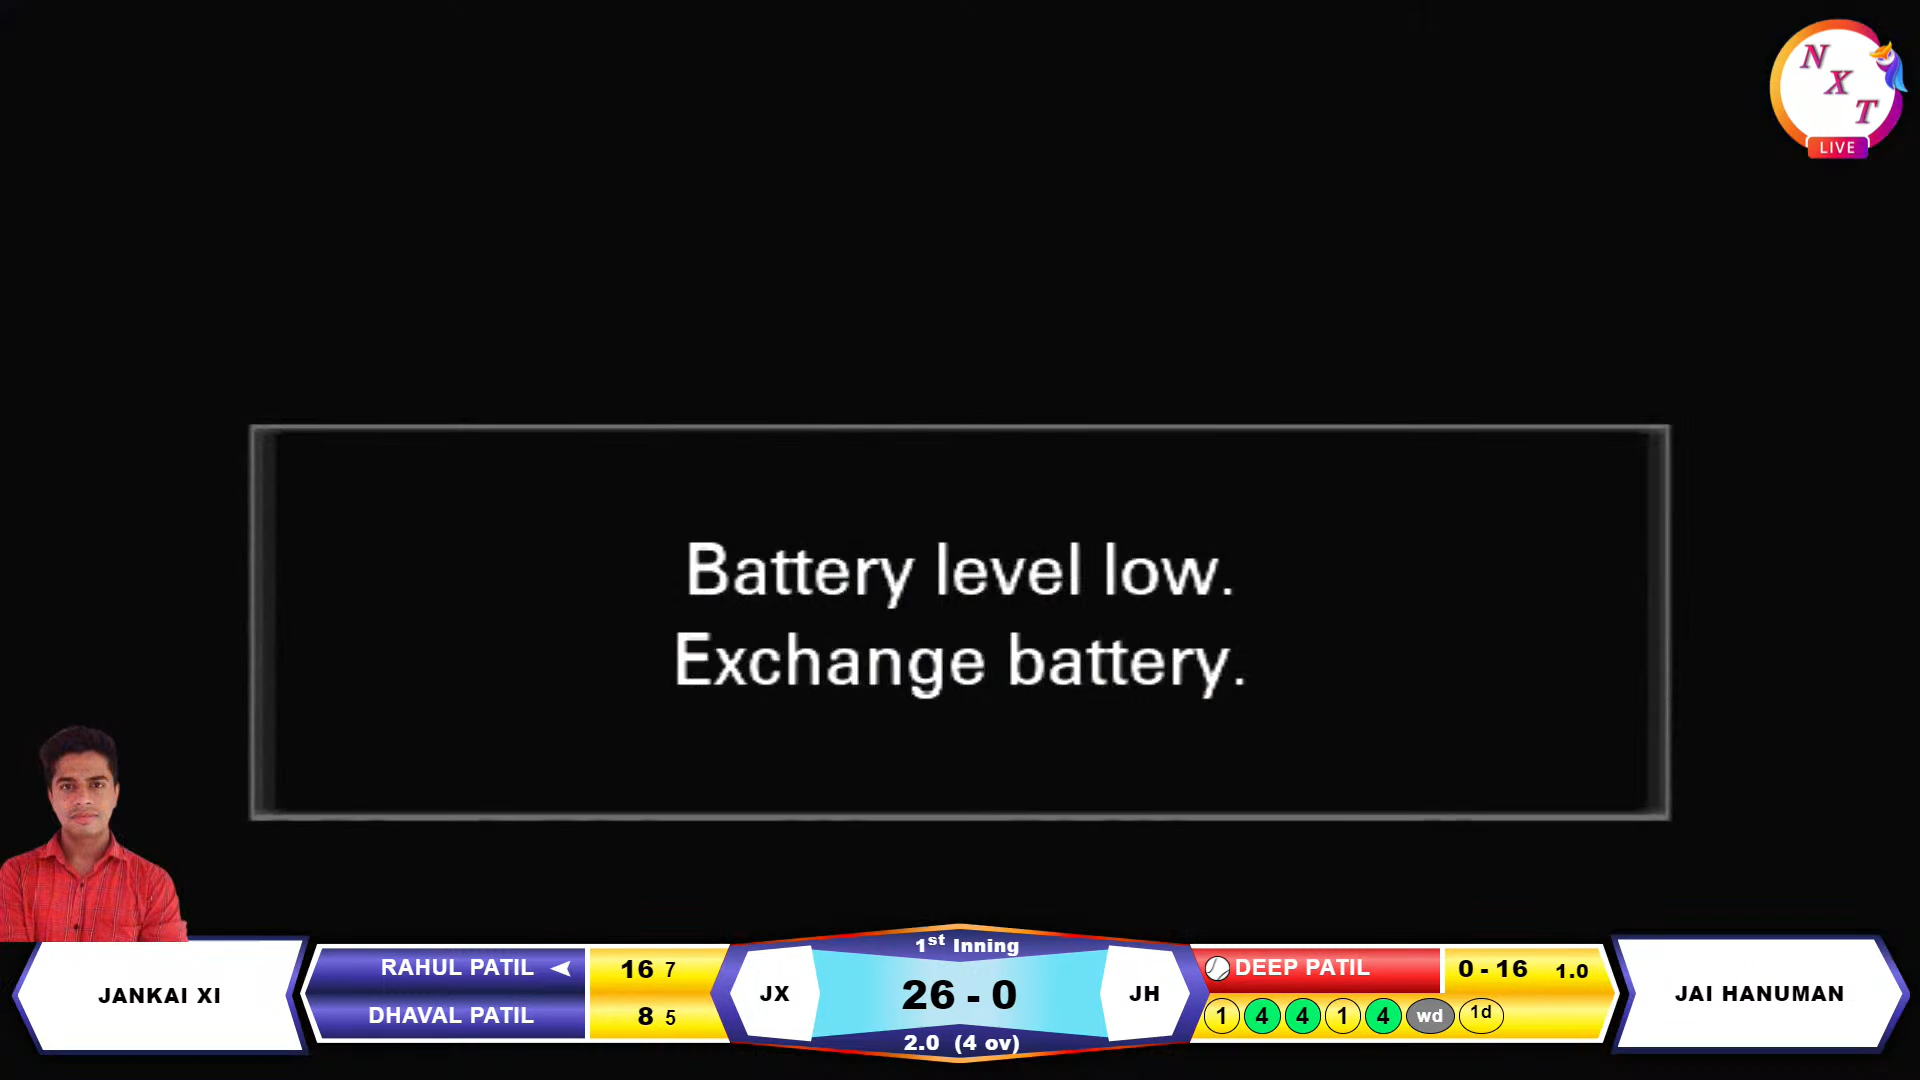 N
X
T
LIVE
Battery level low.
Exchange battery.
JANKAI XI
RAHUL PATIL 16 7
DHAVAL PATIL 8 5
JX
1st Inning
26 - 0
2.0 (4 ov)
JH
DEEP PATIL 0 - 16 1.0
1 4 4 1 4 wd 1d
JAI HANUMAN